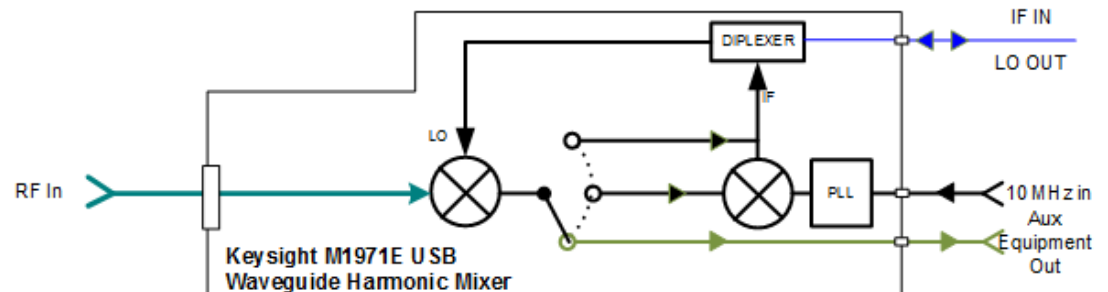 IF IN
DIPLEXER
LO OUT
IF
LO
RF In
PLL
10 MHz in
Aux
Equipment
Out
Keysight M1971E USB
Waveguide Harmonic Mixer